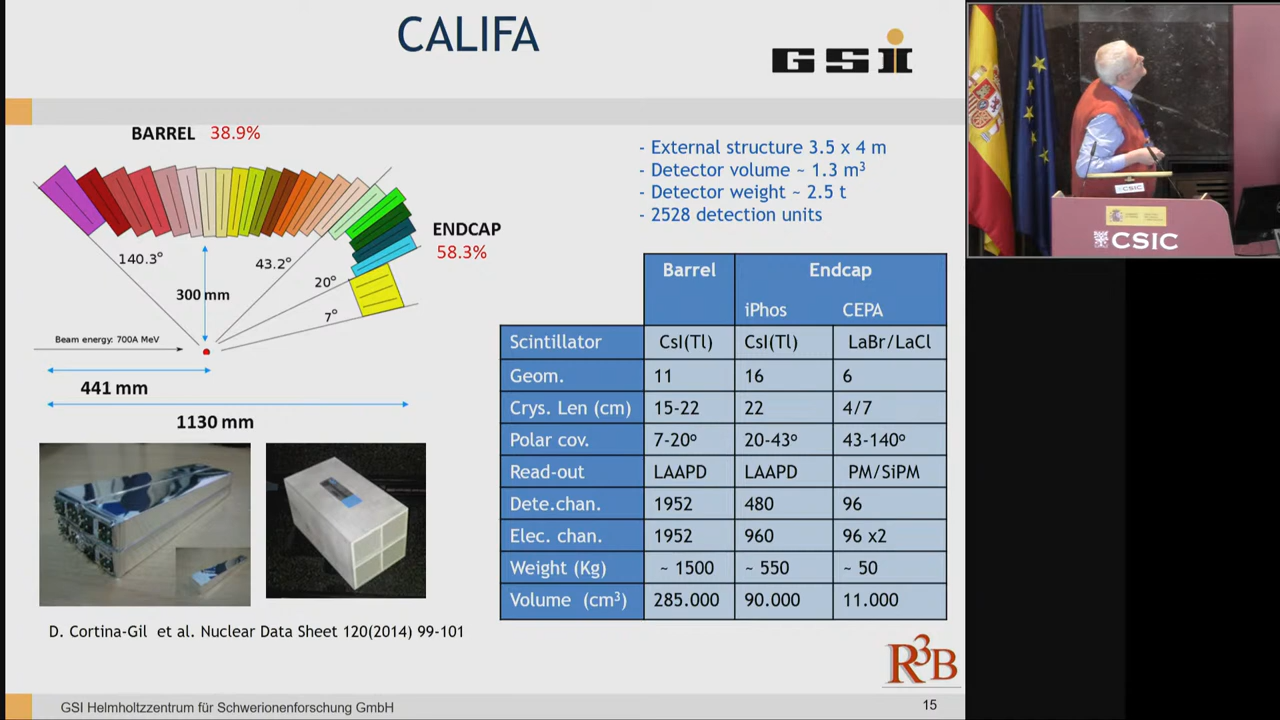 CALIFA
GSI
BARREL 38.9%
ENDCAP
58.3%
140.3°
43.2°
20°
7°
300 mm
Beam energy: 700A MeV
441 mm
1130 mm
- External structure 3.5 x 4 m
- Detector volume ~ 1.3 m³
- Detector weight ~ 2.5 t
- 2528 detection units
Barrel Endcap
iPhos CEPA
Scintillator CsI(Tl) CsI(Tl) LaBr/LaCl
Geom. 11 16 6
Crys. Len (cm) 15-22 22 4/7
Polar cov. 7-20º 20-43º 43-140º
Read-out LAAPD LAAPD PM/SiPM
Dete.chan. 1952 480 96
Elec. chan. 1952 960 96 x2
Weight (Kg) ~ 1500 ~ 550 ~ 50
Volume (cm³) 285.000 90.000 11.000
D. Cortina-Gil et al. Nuclear Data Sheet 120(2014) 99-101
R³B
GSI Helmholtzzentrum für Schwerionenforschung GmbH
15
CSIC
CSIC